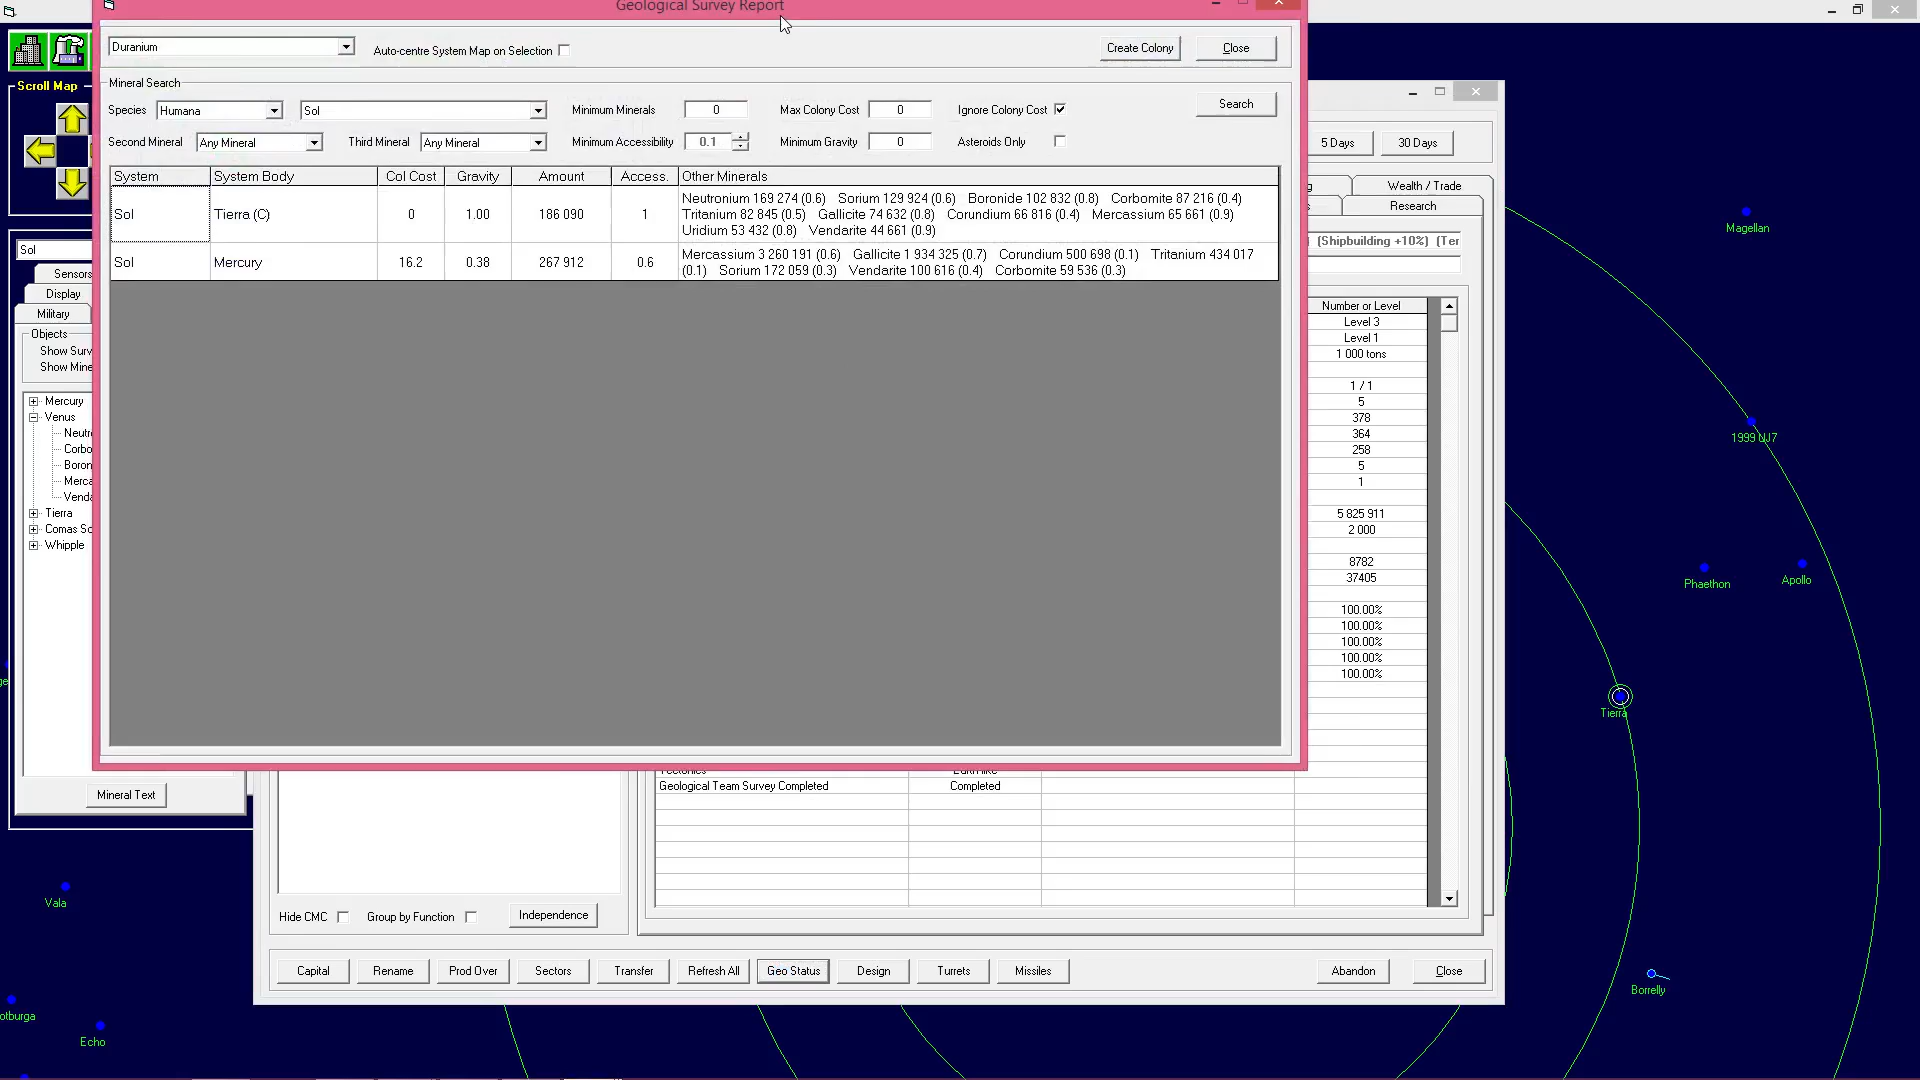 Geological Survey Report
Duranium
Auto-centre System Map on Selection
Create Colony
Close
Mineral Search
Species
Humana
Sol
Minimum Minerals
0
Max Colony Cost
0
Ignore Colony Cost
Search
Second Mineral
Any Mineral
Third Mineral
Any Mineral
Minimum Accessibility
0.1
Minimum Gravity
0
Asteroids Only
System System Body Col Cost Gravity Amount Access. Other Minerals
Sol Tierra (C) 0 1.00 186 090 1
Neutronium 169 274 (0.6) Sorium 129 924 (0.6) Boronide 102 832 (0.8) Corbomite 87 216 (0.4)
Tritanium 82 845 (0.5) Gallicite 74 632 (0.8) Corundium 66 816 (0.4) Mercassium 65 661 (0.9)
Uridium 53 432 (0.8) Vendarite 44 661 (0.9)
Sol Mercury 16.2 0.38 267 912 0.6
Mercassium 3 260 191 (0.6) Gallicite 1 934 325 (0.7) Corundium 500 698 (0.1) Tritanium 434 017
(0.1) Sorium 172 059 (0.3) Vendarite 100 616 (0.4) Corbomite 59 536 (0.3)
Scroll Map
Sol
Sensors
Display
Military
Objects
Show Surv
Show Mine
Mercury
Venus
Neutro
Corbo
Boron
Merca
Venda
Tierra
Comas So
Whipple
Mineral Text
5 Days
30 Days
Wealth / Trade
Research
(Shipbuilding +10%) (Ter
Number or Level
Level 3
Level 1
1 000 tons
1 / 1
5
378
364
258
5
1
5 825 911
2 000
8782
37405
100.00%
100.00%
100.00%
100.00%
100.00%
Geological Team Survey Completed Completed
Hide CMC
Group by Function
Independence
Capital
Rename
Prod Over
Sectors
Transfer
Refresh All
Geo Status
Design
Turrets
Missiles
Abandon
Close
Magellan
1999 UJ7
Phaethon
Apollo
Tierra
Borrelly
Vala
otburga
Echo